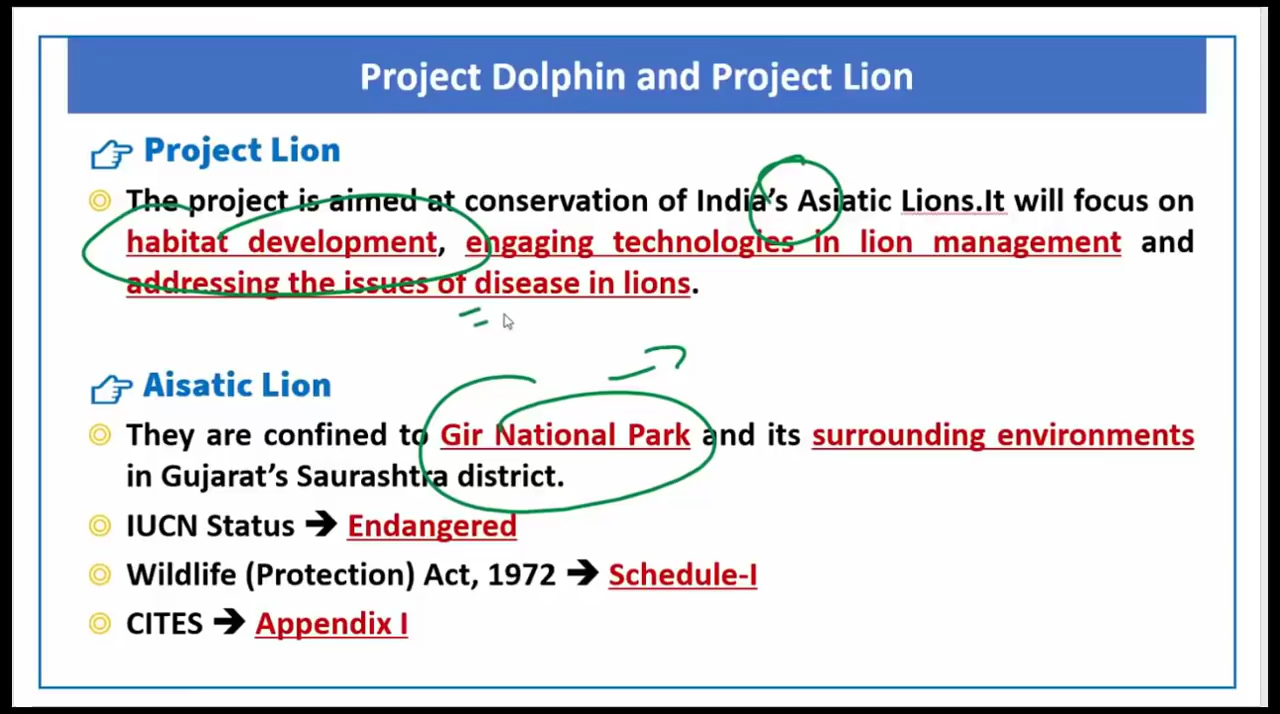 Project Dolphin and Project Lion
Project Lion
The project is aimed at conservation of India's Asiatic Lions.It will focus on
habitat development, engaging technologies in lion management and
addressing the issues of disease in lions.
Aisatic Lion
They are confined to Gir National Park and its surrounding environments
in Gujarat's Saurashtra district.
IUCN Status ➔ Endangered
Wildlife (Protection) Act, 1972 ➔ Schedule-I
CITES ➔ Appendix I